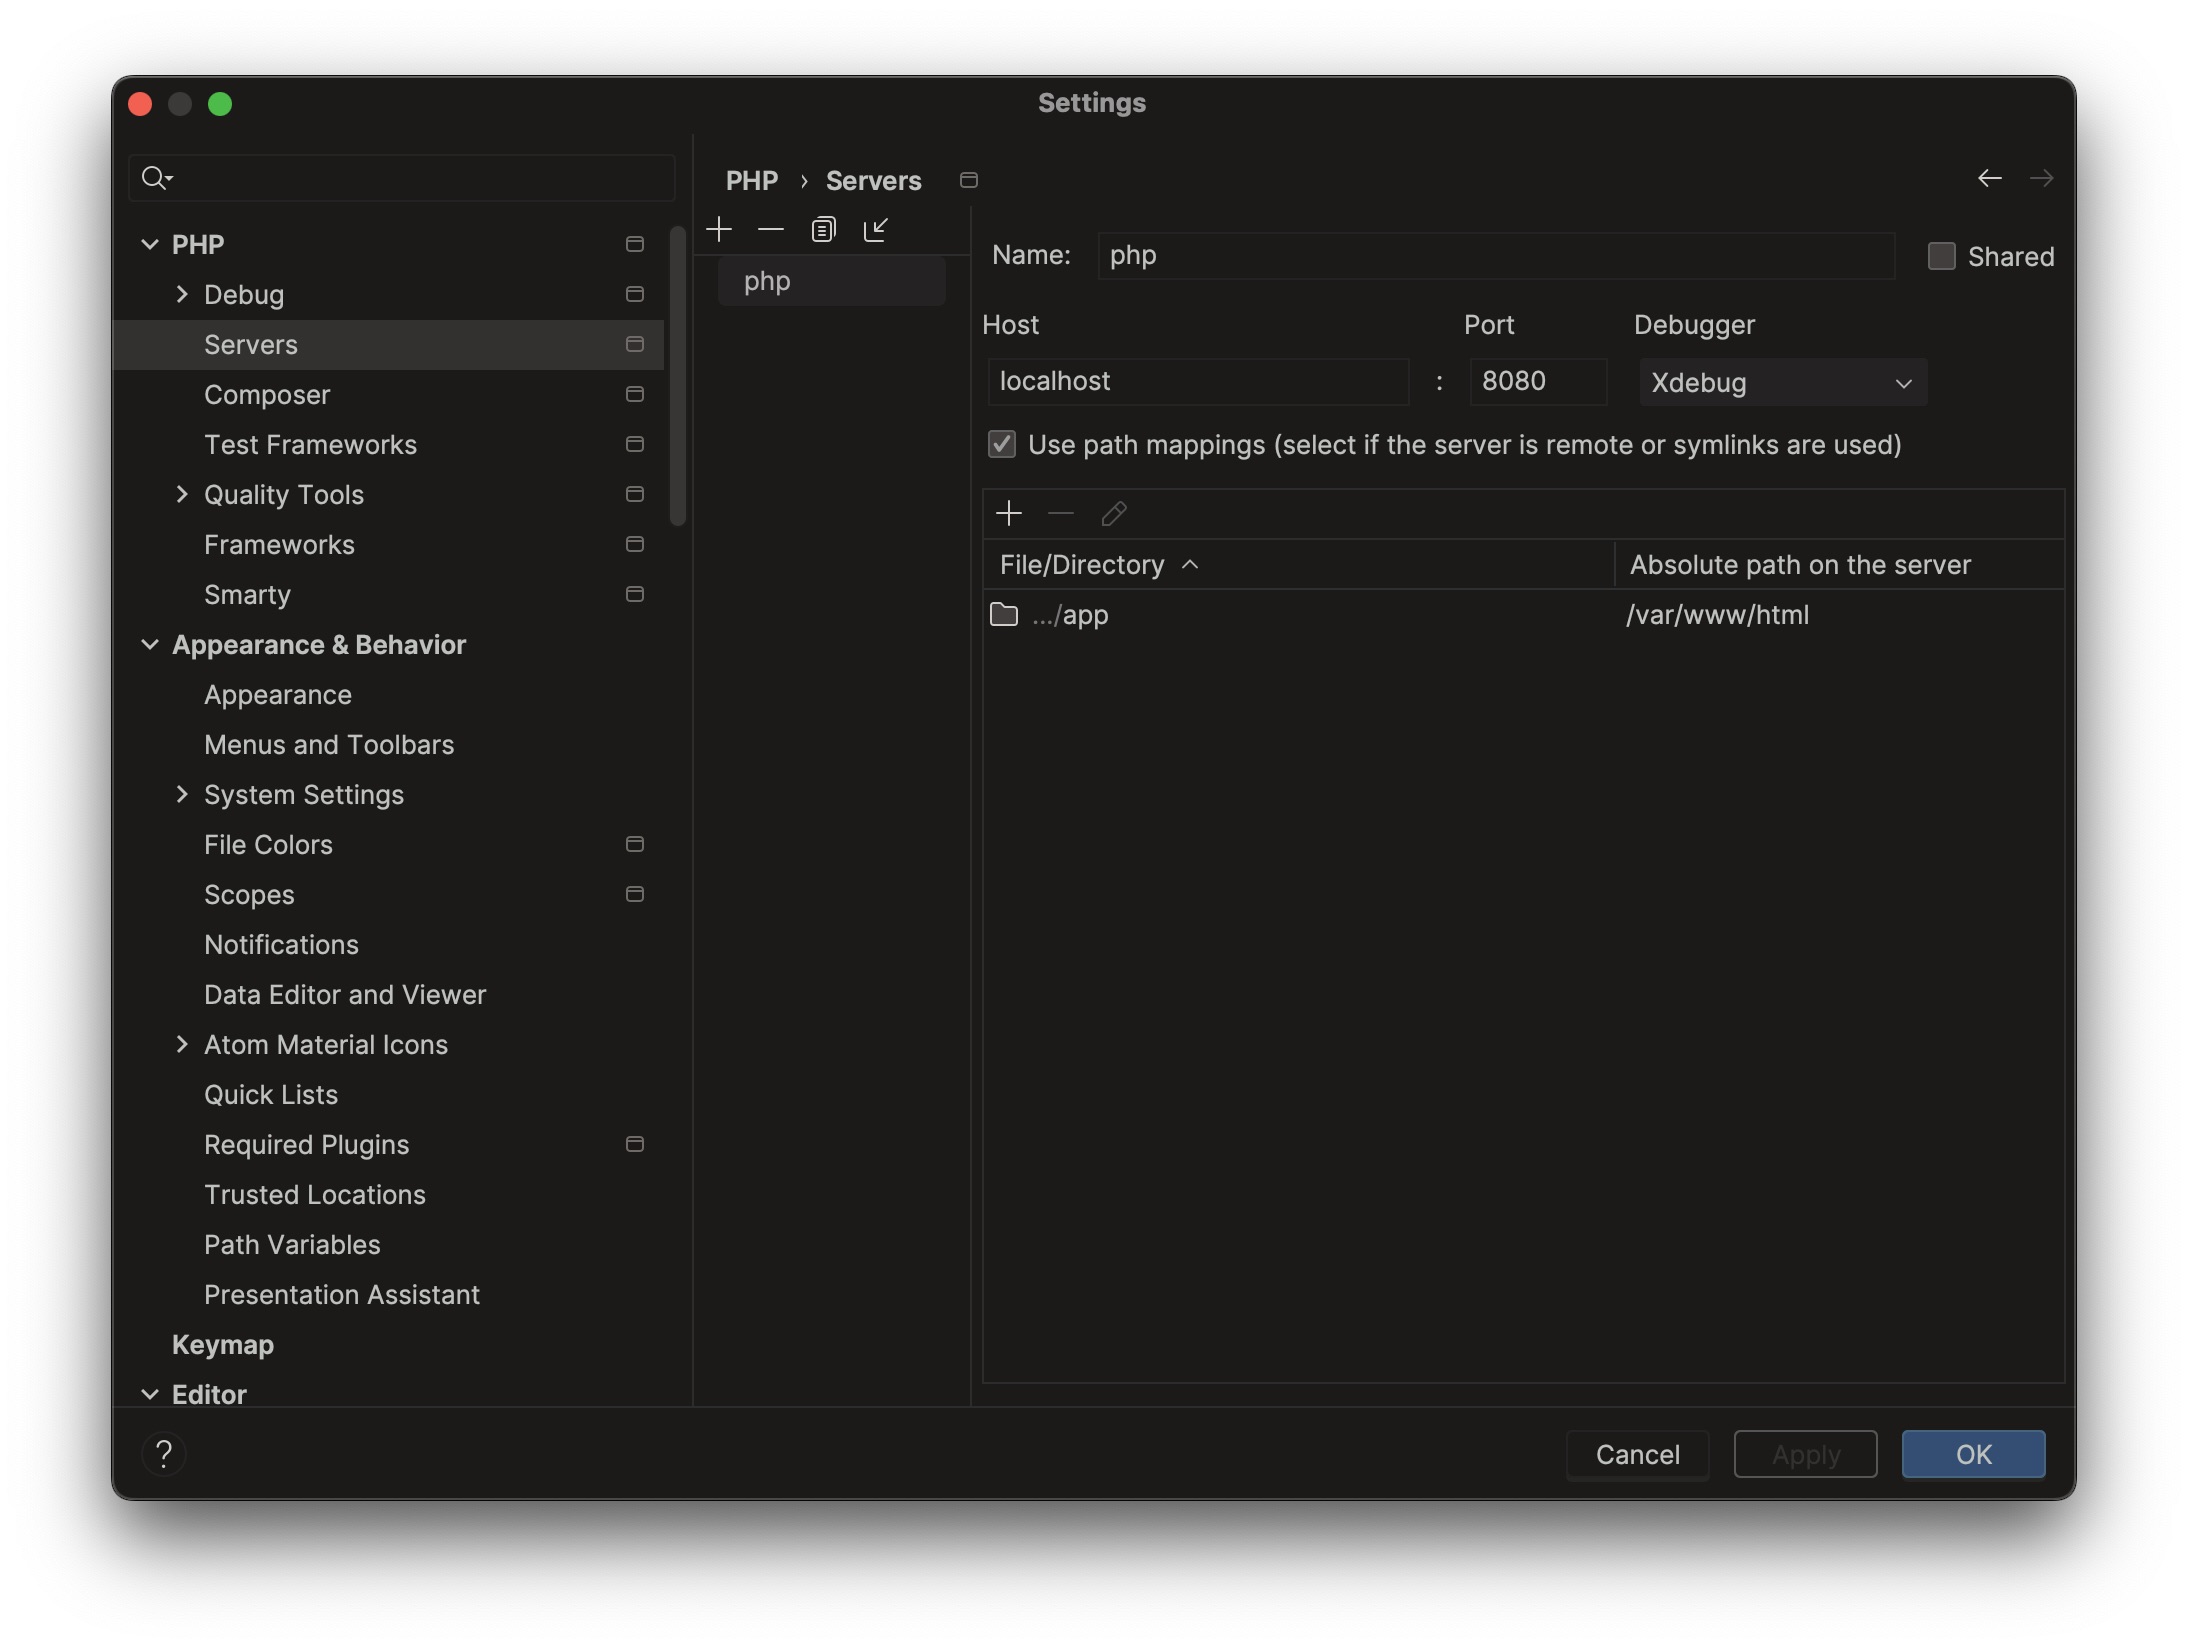 Settings
PHP
Debug
Servers
Composer
Test Frameworks
Quality Tools
Frameworks
Smarty
Appearance & Behavior
Appearance
Menus and Toolbars
System Settings
File Colors
Scopes
Notifications
Data Editor and Viewer
Atom Material Icons
Quick Lists
Required Plugins
Trusted Locations
Path Variables
Presentation Assistant
Keymap
Editor
PHP › Servers
php
Name: php Shared
Host Port Debugger
localhost : 8080 Xdebug
Use path mappings (select if the server is remote or symlinks are used)
File/Directory Absolute path on the server
.../app /var/www/html
? Cancel Apply OK